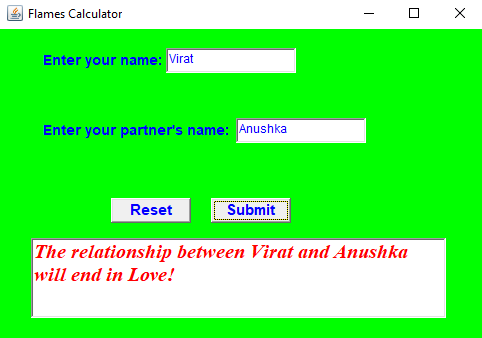 Flames Calculator
Enter your name: Virat
Enter your partner's name: Anushka
Reset Submit
The relationship between Virat and Anushka
will end in Love!